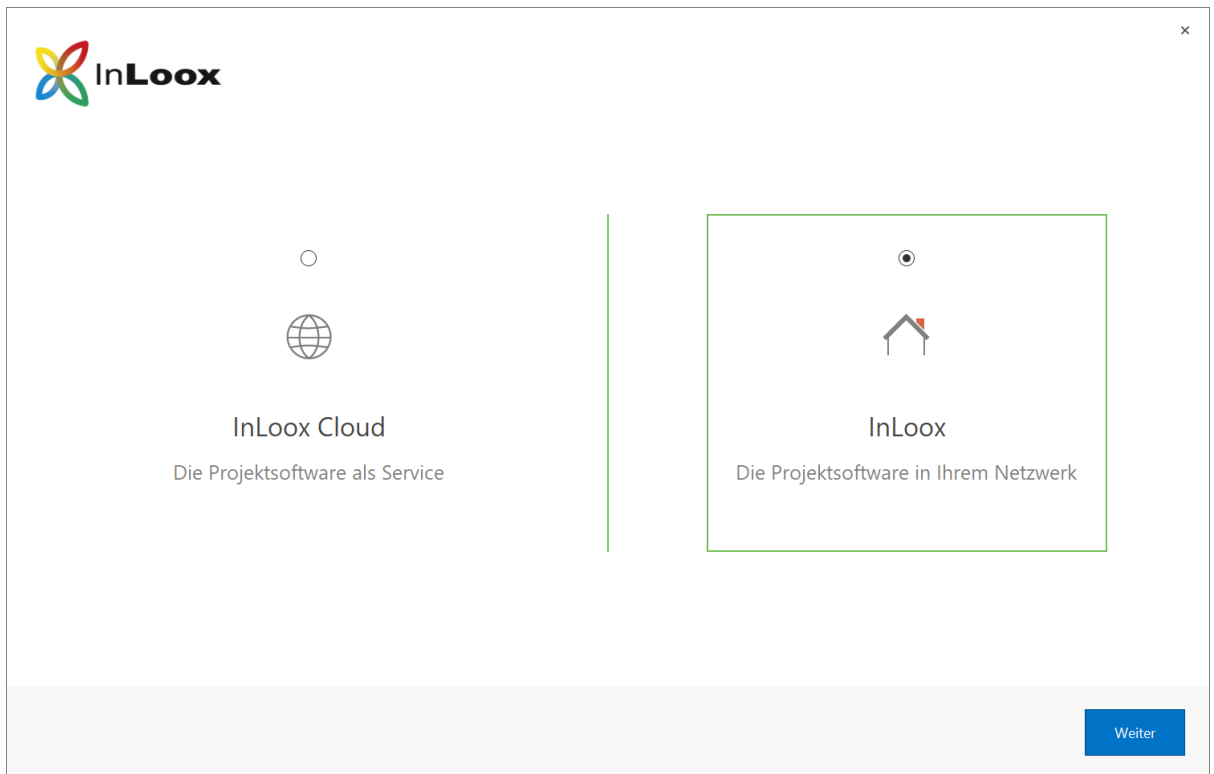 InLoox
InLoox Cloud
Die Projektsoftware als Service
InLoox
Die Projektsoftware in Ihrem Netzwerk
Weiter